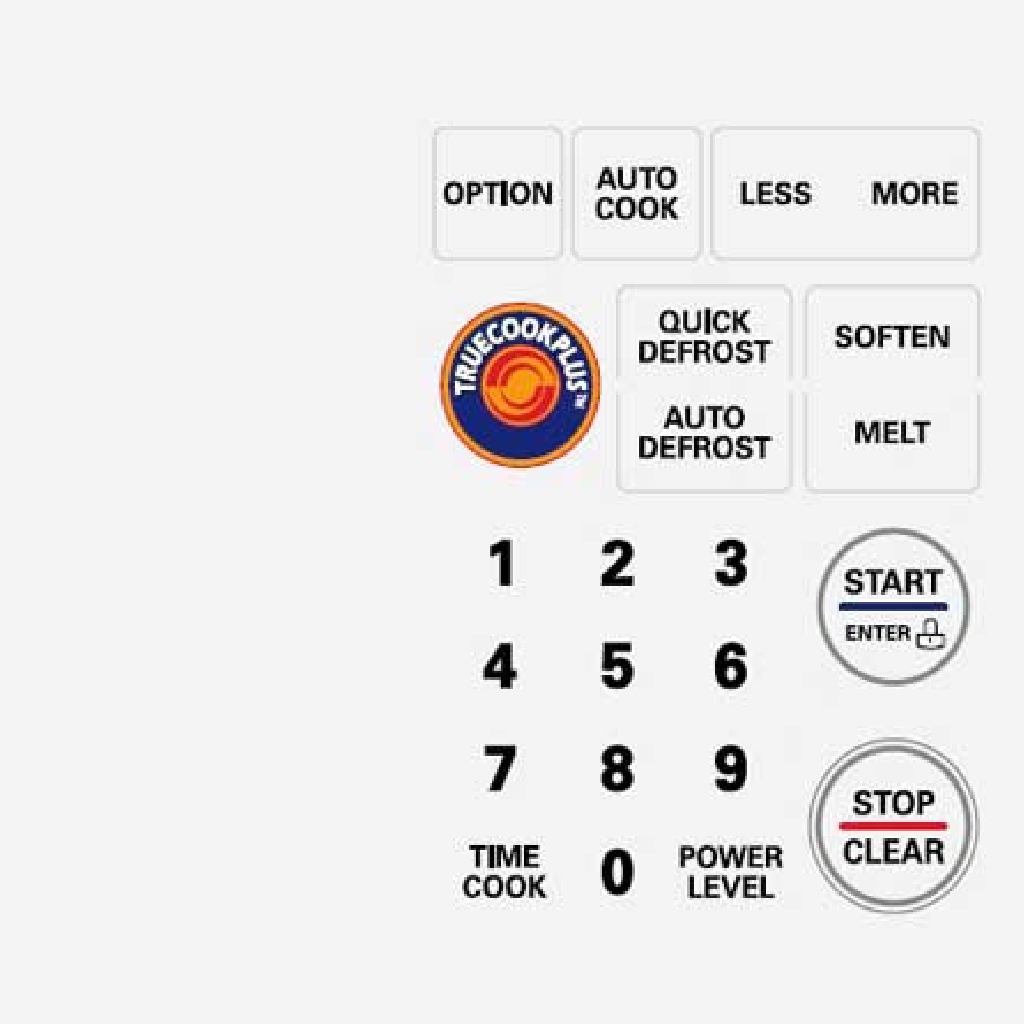 OPTION
AUTO
COOK
LESS MORE
TRUECOOKPLUS™
QUICK
DEFROST
SOFTEN
AUTO
DEFROST
MELT
1 2 3
START
ENTER
4 5 6
7 8 9
STOP
CLEAR
TIME
COOK
0
POWER
LEVEL